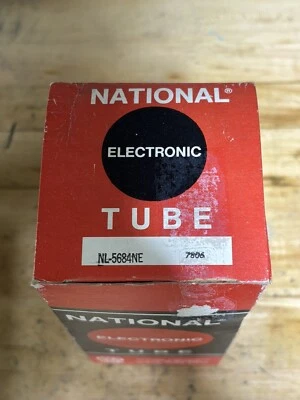 NATIONAL®
ELECTRONIC
TUBE
NL-5684NE 7806
NATIONAL
ELECTRONIC
TUBE